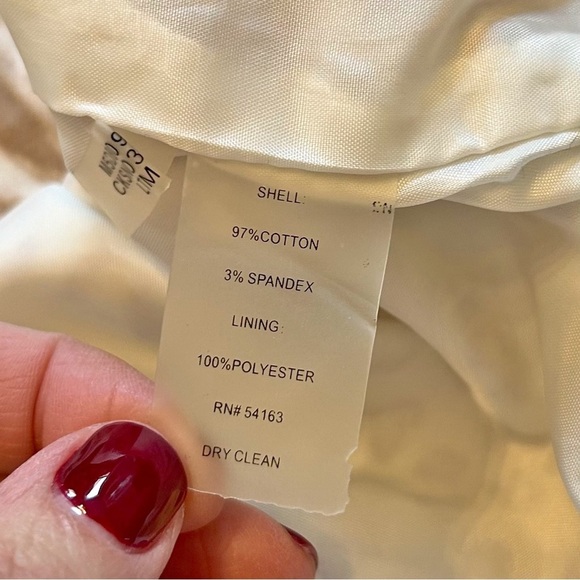 SHELL:
97%COTTON
3% SPANDEX
LINING:
100%POLYESTER
RN# 54163
DRY CLEAN